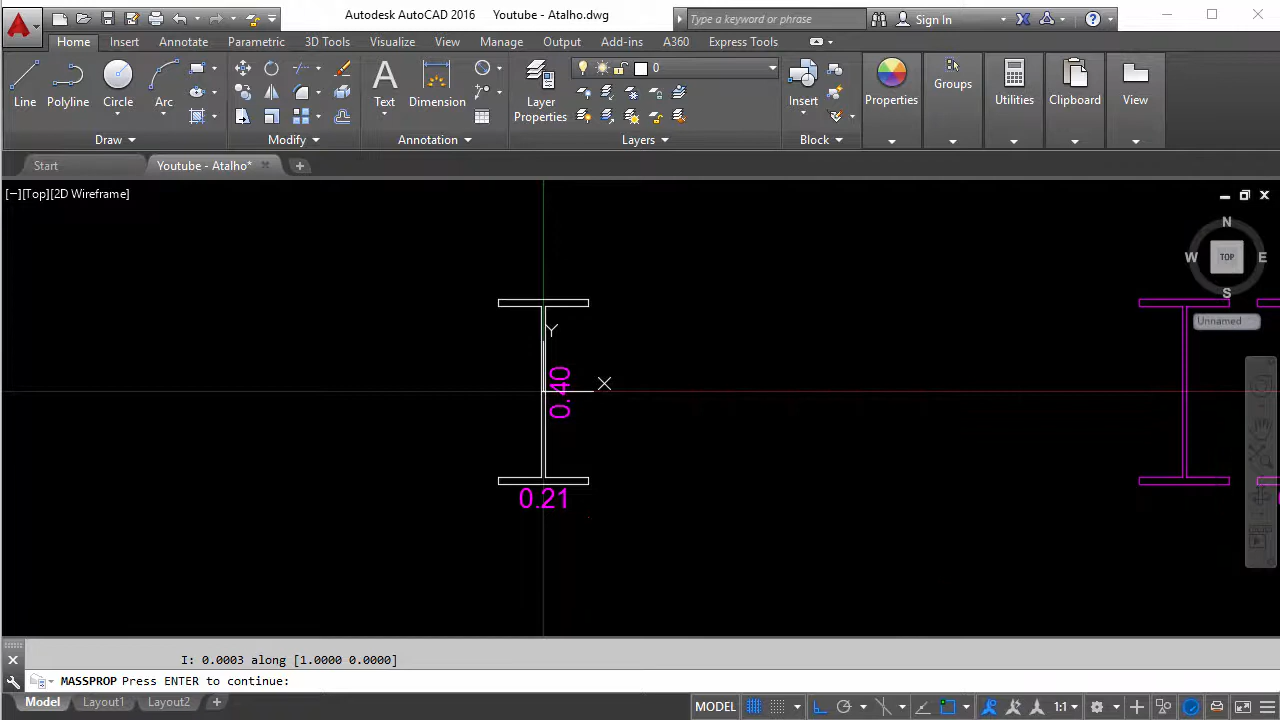 Autodesk AutoCAD 2016 Youtube - Atalho.dwg
Type a keyword or phrase
Sign In
Home Insert Annotate Parametric 3D Tools Visualize View Manage Output Add-ins A360 Express Tools
0
Line Polyline Circle Arc
Text Dimension
Layer Properties
Insert
Properties Groups Utilities Clipboard View
Draw Modify Annotation Layers Block
Start Youtube - Atalho*
[−][Top][2D Wireframe]
N
W TOP E
S
Unnamed
Y
X
0.40
0.21
I: 0.0003 along [1.0000 0.0000]
MASSPROP Press ENTER to continue:
Model Layout1 Layout2
MODEL 1:1